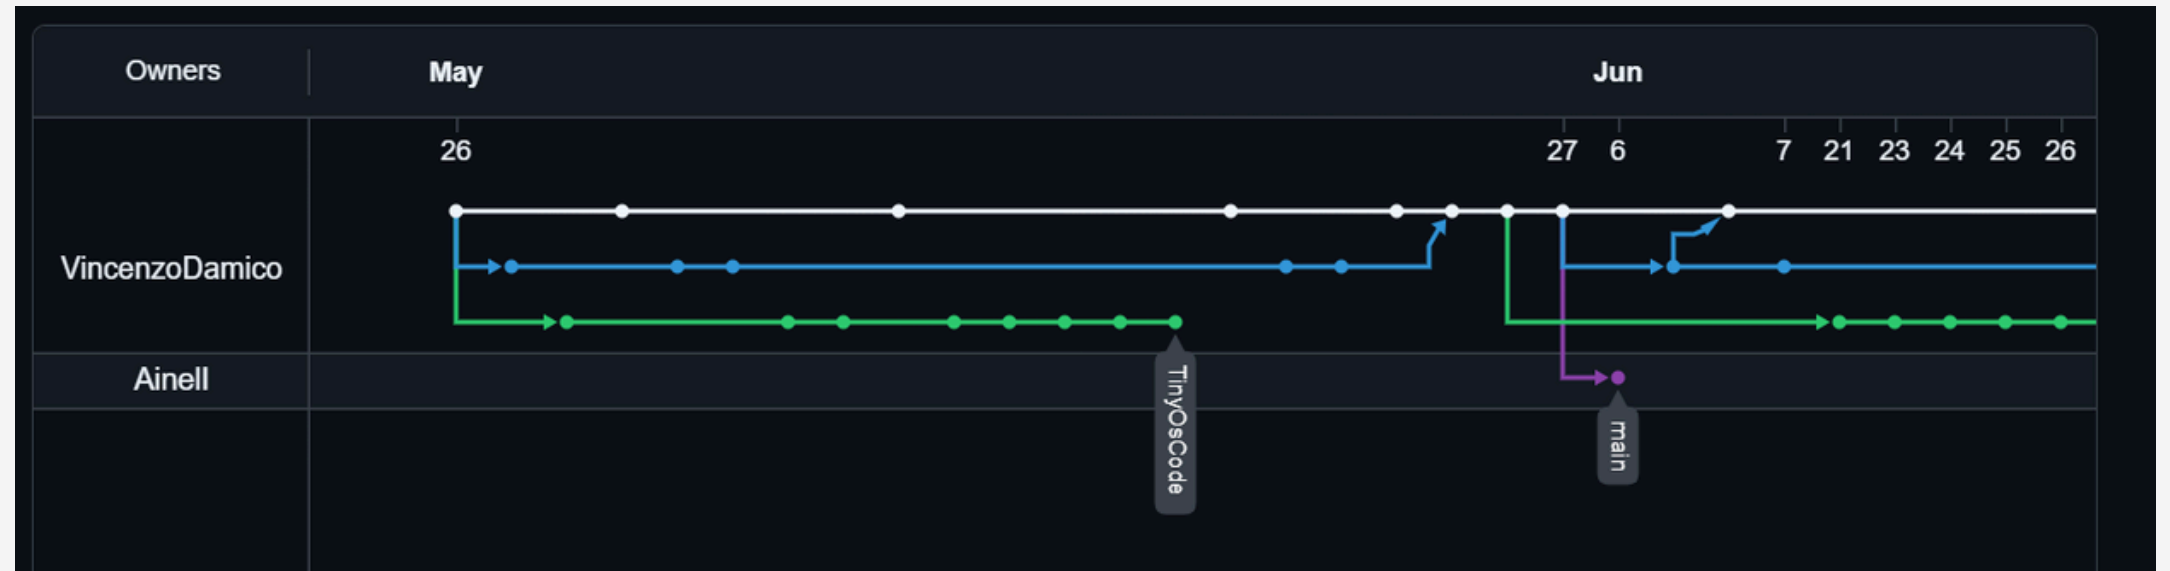 Owners May Jun
26 27 6 7 21 23 24 25 26
VincenzoDamico
Ainell
TinyOsCode
main